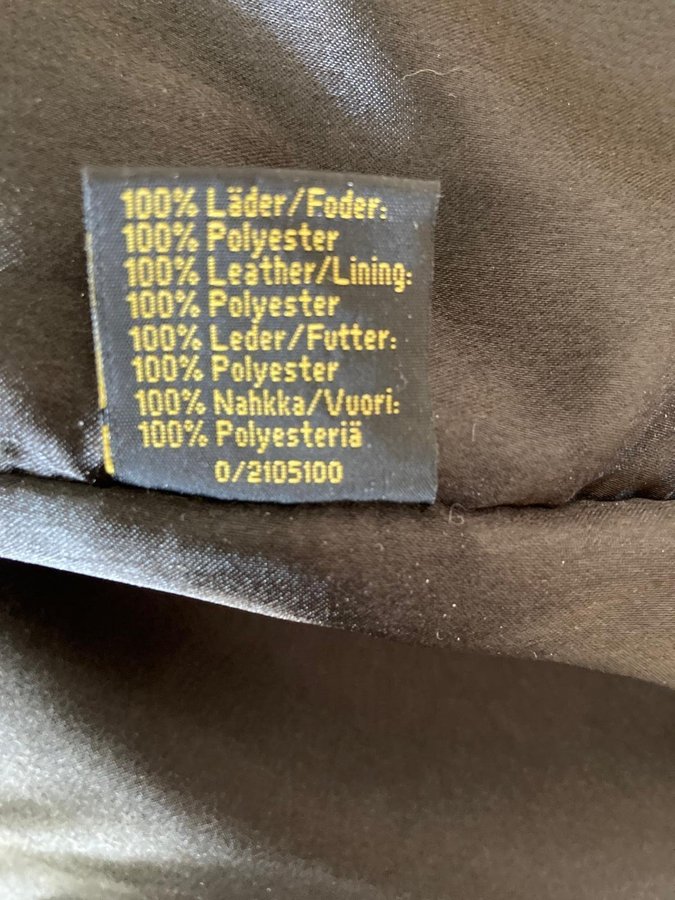 100% Läder/Foder:
100% Polyester
100% Leather/Lining:
100% Polyester
100% Leder/Futter:
100% Polyester
100% Nahkka/Vuori:
100% Polyesteriä
0/2105100